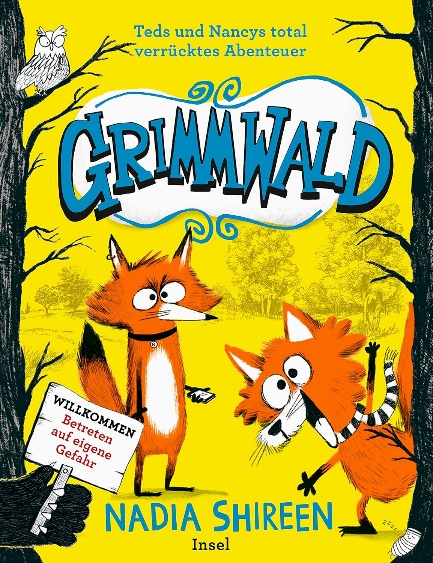 Teds und Nancys total
verrücktes Abenteuer
GRIMMWALD
WILLKOMMEN
Betreten
auf eigene
Gefahr
NADIA SHIREEN
Insel